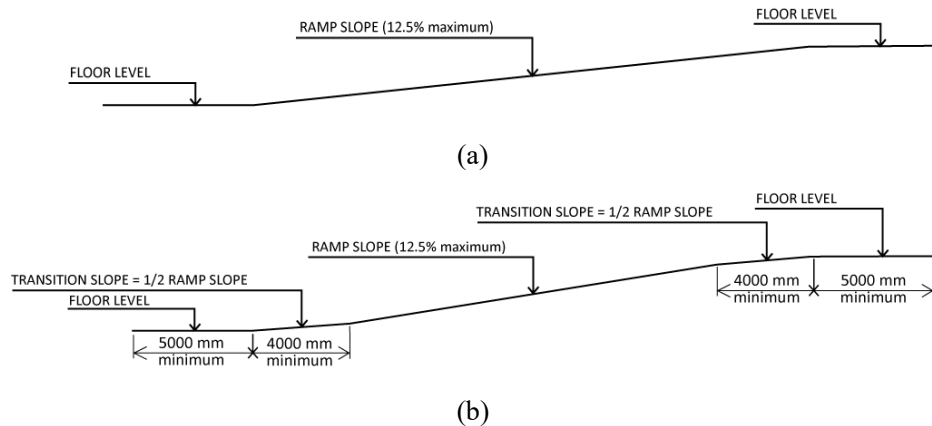 FLOOR LEVEL
RAMP SLOPE (12.5% maximum)
FLOOR LEVEL
(a)
FLOOR LEVEL
TRANSITION SLOPE = 1/2 RAMP SLOPE
RAMP SLOPE (12.5% maximum)
TRANSITION SLOPE = 1/2 RAMP SLOPE
FLOOR LEVEL
4000 mm
minimum
5000 mm
minimum
5000 mm
minimum
4000 mm
minimum
(b)